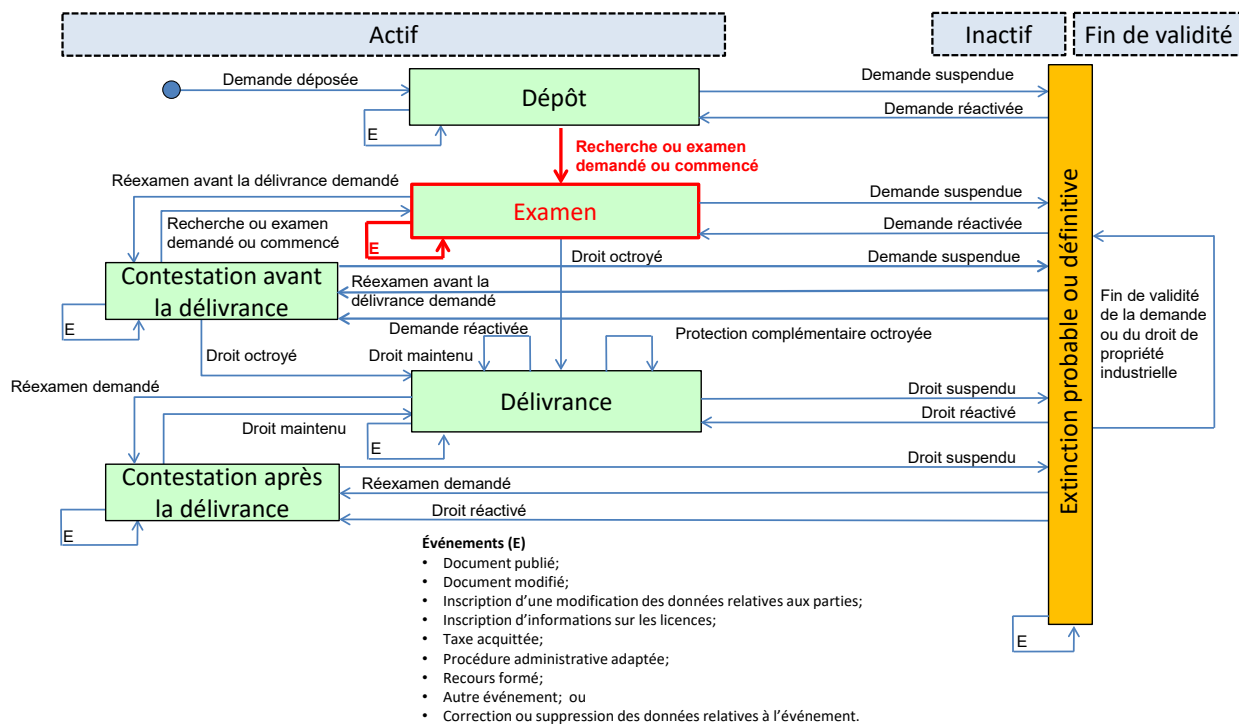 Actif
Inactif
Fin de validité
Demande déposée
Dépôt
Demande suspendue
Demande réactivée
E
Recherche ou examen
demandé ou commencé
Réexamen avant la délivrance demandé
Examen
Demande suspendue
Demande réactivée
Recherche ou examen
demandé ou commencé
E
Droit octroyé
Demande suspendue
Contestation avant
la délivrance
Réexamen avant la
délivrance demandé
E
Demande réactivée
Protection complémentaire octroyée
Fin de validité
de la demande
ou du droit de
propriété
industrielle
Droit octroyé
Droit maintenu
Réexamen demandé
Délivrance
Droit suspendu
Droit réactivé
Droit maintenu
E
Contestation après
la délivrance
Droit suspendu
Réexamen demandé
Droit réactivé
E
Extinction probable ou définitive
E
Événements (E)
• Document publié;
• Document modifié;
• Inscription d’une modification des données relatives aux parties;
• Inscription d’informations sur les licences;
• Taxe acquittée;
• Procédure administrative adaptée;
• Recours formé;
• Autre événement; ou
• Correction ou suppression des données relatives à l’événement.